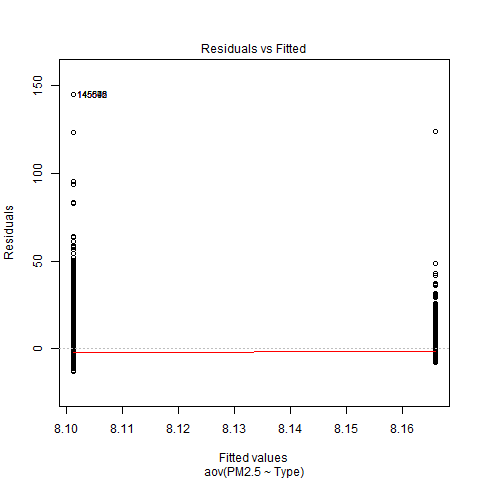 Residuals vs Fitted
150
100
50
0
Residuals
8.10 8.11 8.12 8.13 8.14 8.15 8.16
Fitted values
aov(PM2.5 ~ Type)